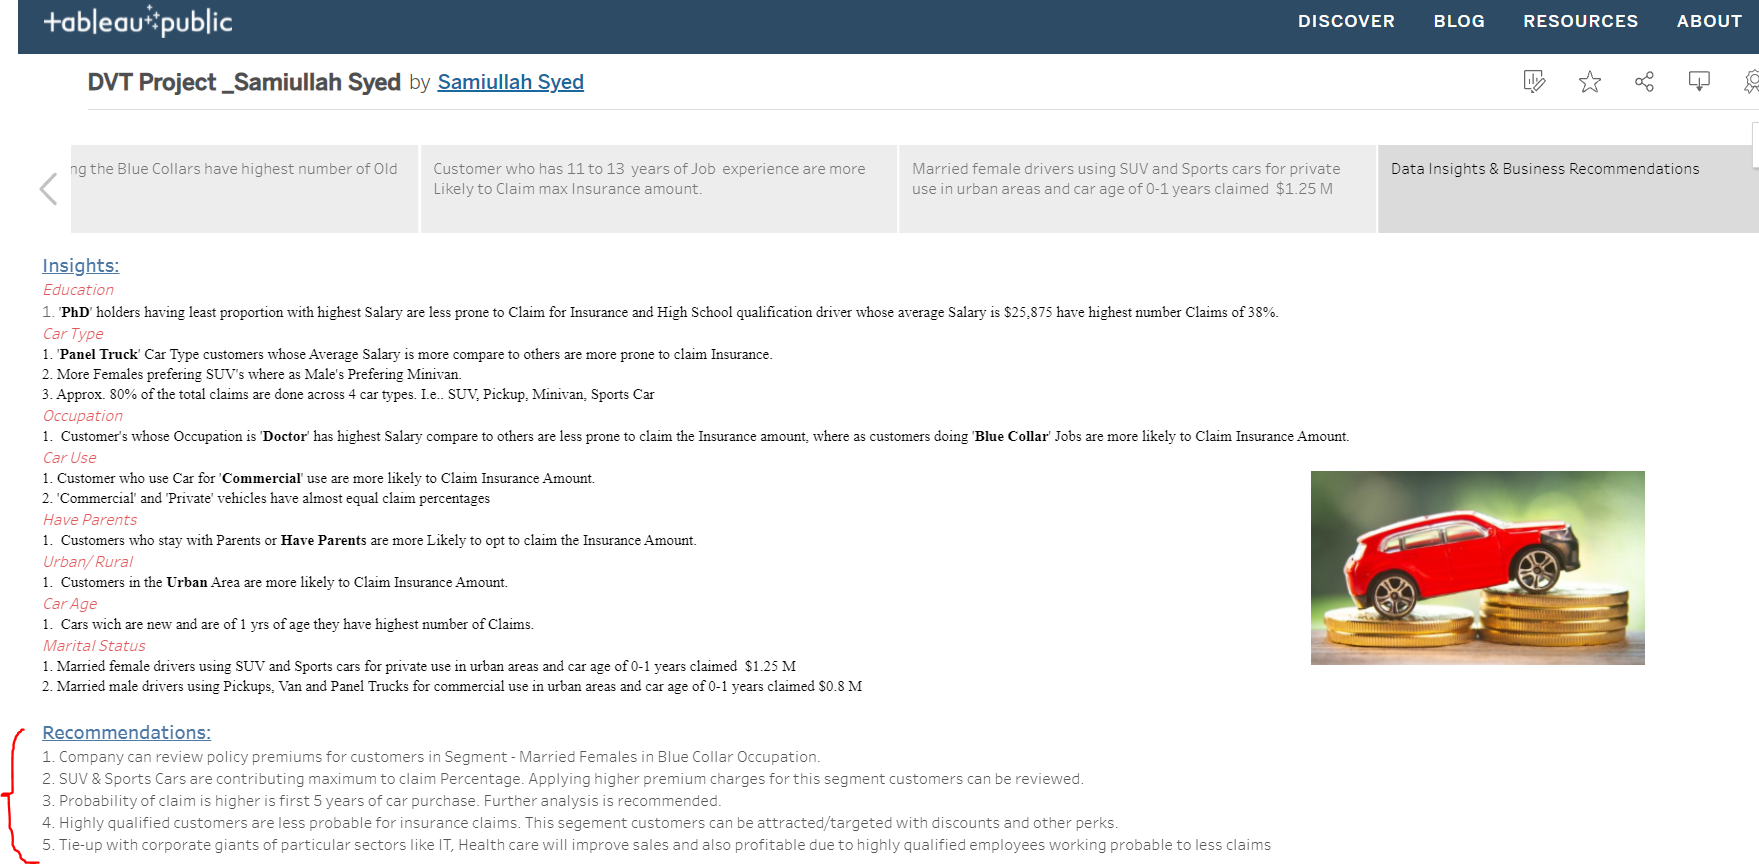 tableau public
DISCOVER BLOG RESOURCES ABOUT
DVT Project _Samiullah Syed by Samiullah Syed
ng the Blue Collars have highest number of Old
Customer who has 11 to 13 years of Job experience are more
Likely to Claim max Insurance amount.
Married female drivers using SUV and Sports cars for private
use in urban areas and car age of 0-1 years claimed $1.25 M
Data Insights & Business Recommendations
Insights:
Education
1. 'PhD' holders having least proportion with highest Salary are less prone to Claim for Insurance and High School qualification driver whose average Salary is $25,875 have highest number Claims of 38%.
Car Type
1. 'Panel Truck' Car Type customers whose Average Salary is more compare to others are more prone to claim Insurance.
2. More Females prefering SUV's where as Male's Prefering Minivan.
3. Approx. 80% of the total claims are done across 4 car types. I.e.. SUV, Pickup, Minivan, Sports Car
Occupation
1. Customer's whose Occupation is 'Doctor' has highest Salary compare to others are less prone to claim the Insurance amount, where as customers doing 'Blue Collar' Jobs are more likely to Claim Insurance Amount.
Car Use
1. Customer who use Car for 'Commercial' use are more likely to Claim Insurance Amount.
2. 'Commercial' and 'Private' vehicles have almost equal claim percentages
Have Parents
1. Customers who stay with Parents or Have Parents are more Likely to opt to claim the Insurance Amount.
Urban/ Rural
1. Customers in the Urban Area are more likely to Claim Insurance Amount.
Car Age
1. Cars wich are new and are of 1 yrs of age they have highest number of Claims.
Marital Status
1. Married female drivers using SUV and Sports cars for private use in urban areas and car age of 0-1 years claimed $1.25 M
2. Married male drivers using Pickups, Van and Panel Trucks for commercial use in urban areas and car age of 0-1 years claimed $0.8 M
Recommendations:
1. Company can review policy premiums for customers in Segment - Married Females in Blue Collar Occupation.
2. SUV & Sports Cars are contributing maximum to claim Percentage. Applying higher premium charges for this segment customers can be reviewed.
3. Probability of claim is higher is first 5 years of car purchase. Further analysis is recommended.
4. Highly qualified customers are less probable for insurance claims. This segement customers can be attracted/targeted with discounts and other perks.
5. Tie-up with corporate giants of particular sectors like IT, Health care will improve sales and also profitable due to highly qualified employees working probable to less claims